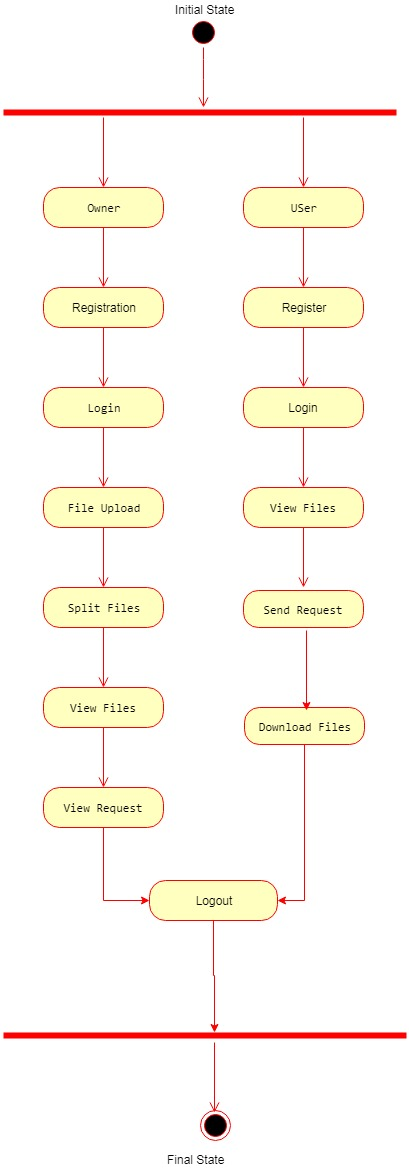 Initial State
Owner
USer
Registration
Register
Login
Login
File Upload
View Files
Split Files
Send Request
View Files
Download Files
View Request
Logout
Final State